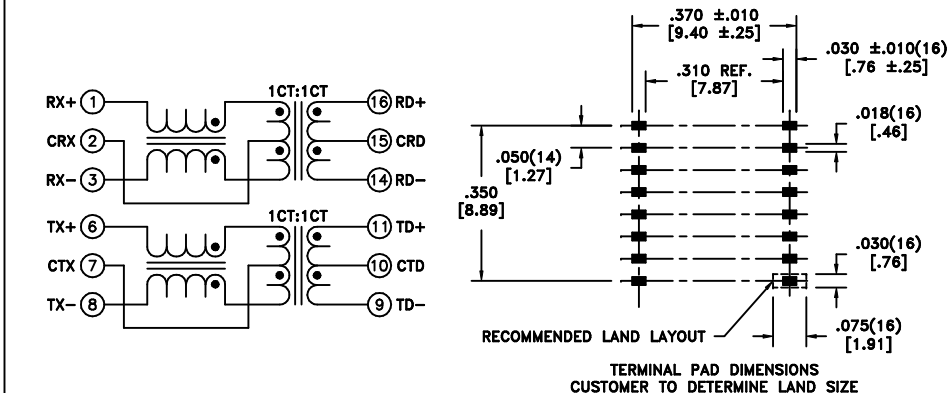 RX+ 1
CRX 2
RX- 3
1CT:1CT
16 RD+
15 CRD
14 RD-
TX+ 6
CTX 7
TX- 8
1CT:1CT
11 TD+
10 CTD
9 TD-
.370 ±.010
[9.40 ±.25]
.030 ±.010(16)
[.76 ±.25]
.310 REF.
[7.87]
.018(16)
[.46]
.050(14)
[1.27]
.350
[8.89]
.030(16)
[.76]
RECOMMENDED LAND LAYOUT
.075(16)
[1.91]
TERMINAL PAD DIMENSIONS
CUSTOMER TO DETERMINE LAND SIZE